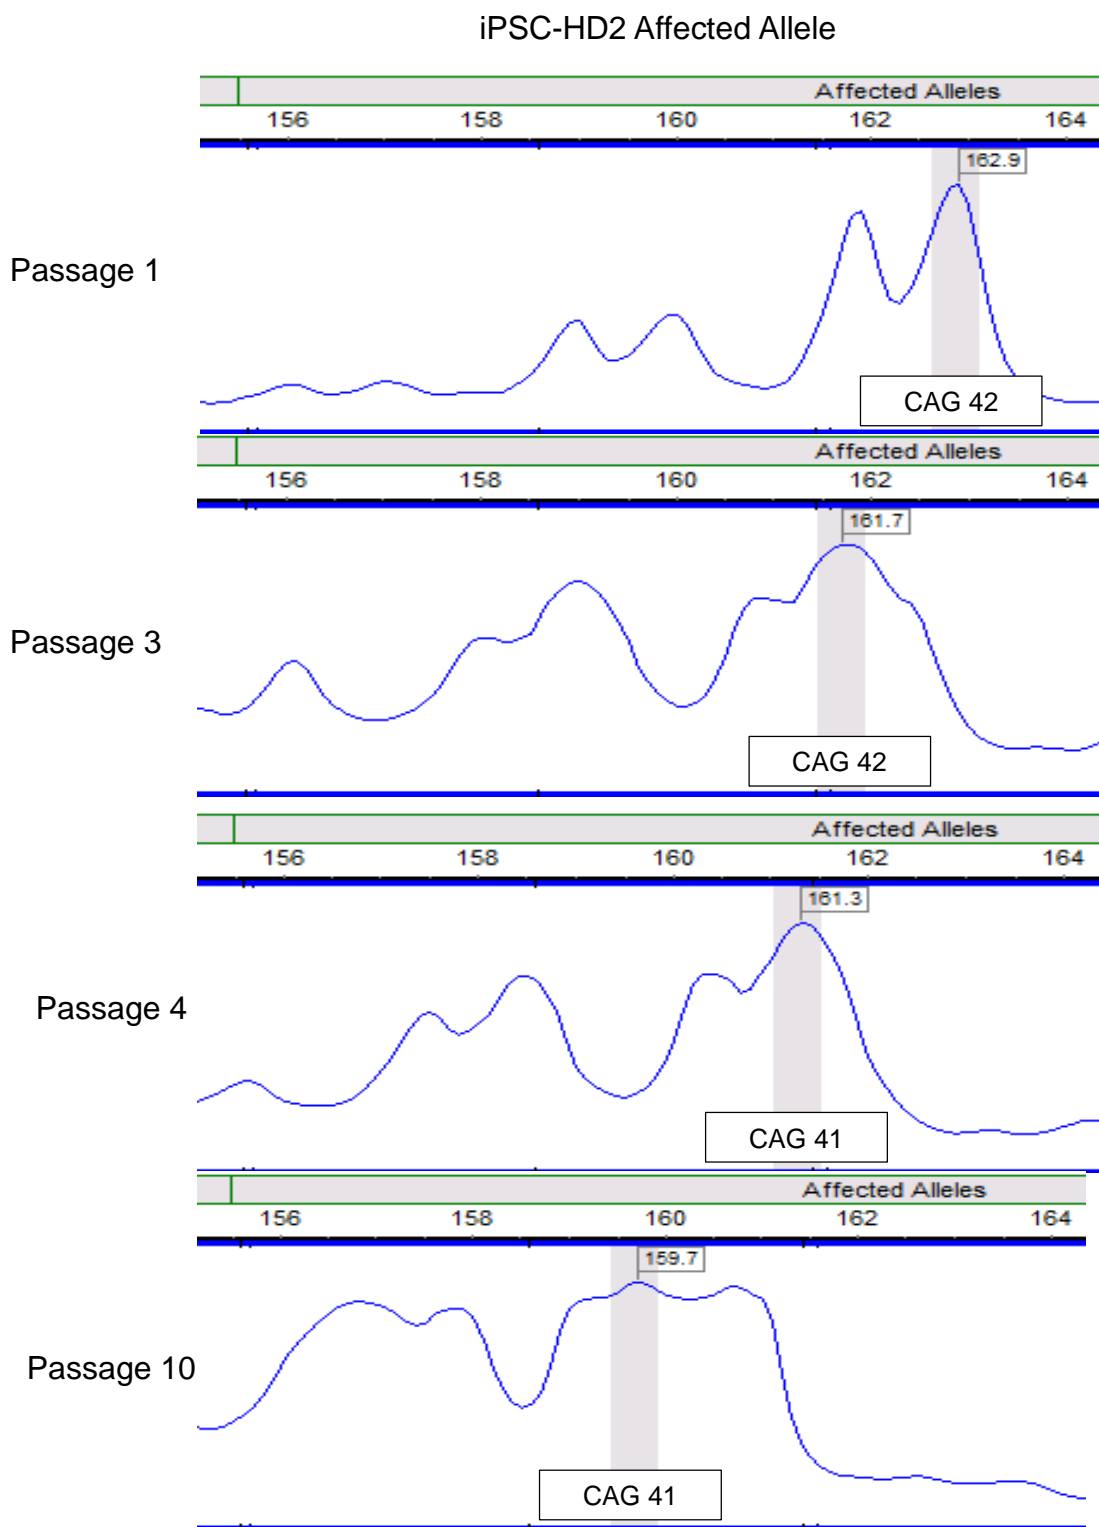 iPSC-HD2 Affected Allele
Affected Alleles
156 158 160 162 164
162.9
Passage 1
CAG 42
Affected Alleles
156 158 160 162 164
161.7
Passage 3
CAG 42
Affected Alleles
156 158 160 162 164
161.3
Passage 4
CAG 41
Affected Alleles
156 158 160 162 164
159.7
Passage 10
CAG 41